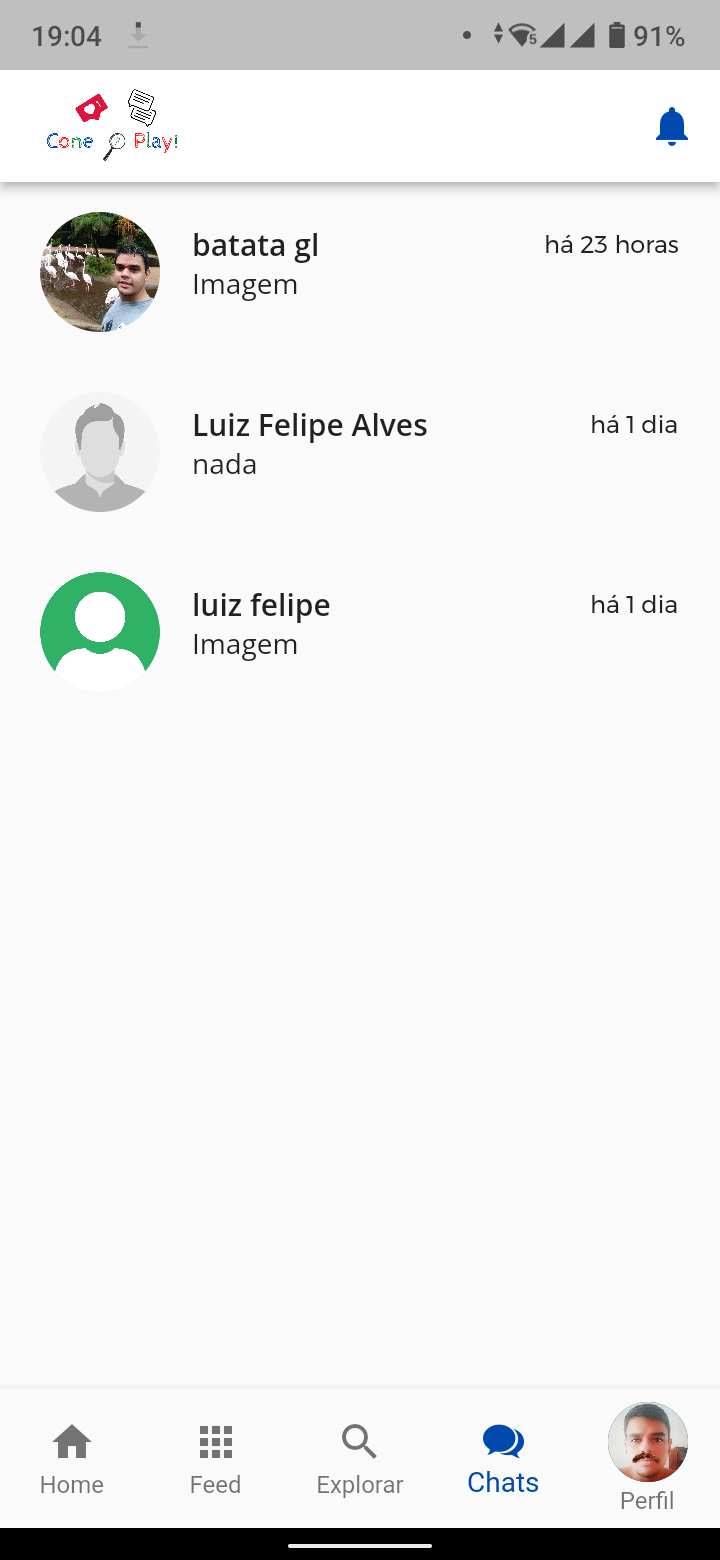 19:04
5
91%
Cone Play!
batata gl
há 23 horas
Imagem
Luiz Felipe Alves
há 1 dia
nada
luiz felipe
há 1 dia
Imagem
Home
Feed
Explorar
Chats
Perfil